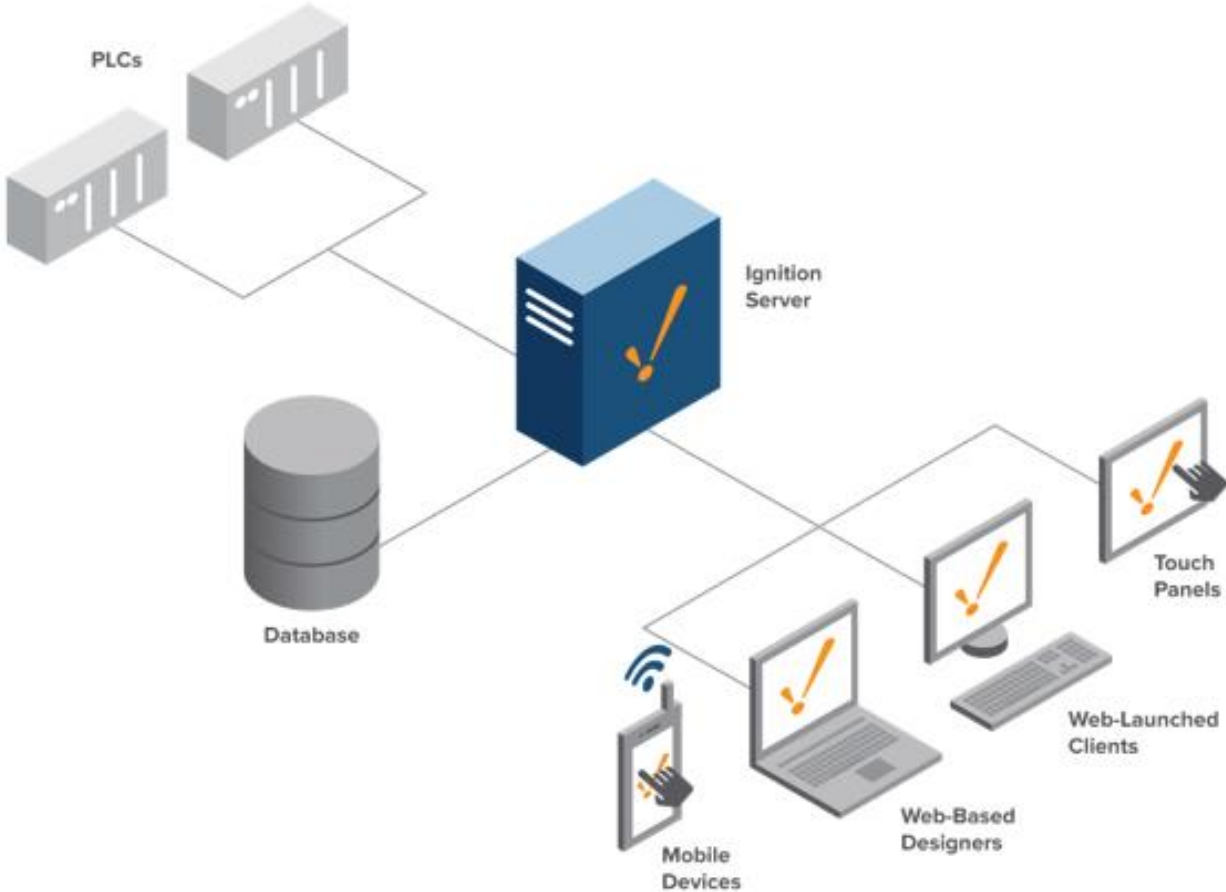 PLCs
Ignition
Server
Database
Touch
Panels
Web-Launched
Clients
Web-Based
Designers
Mobile
Devices